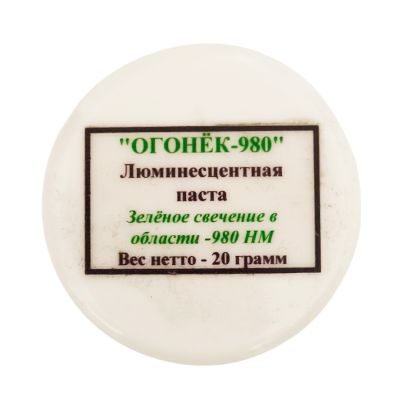 "ОГОНЁК-980"
Люминесцентная
паста
Зелёное свечение в
области -980 НМ
Вес нетто - 20 грамм